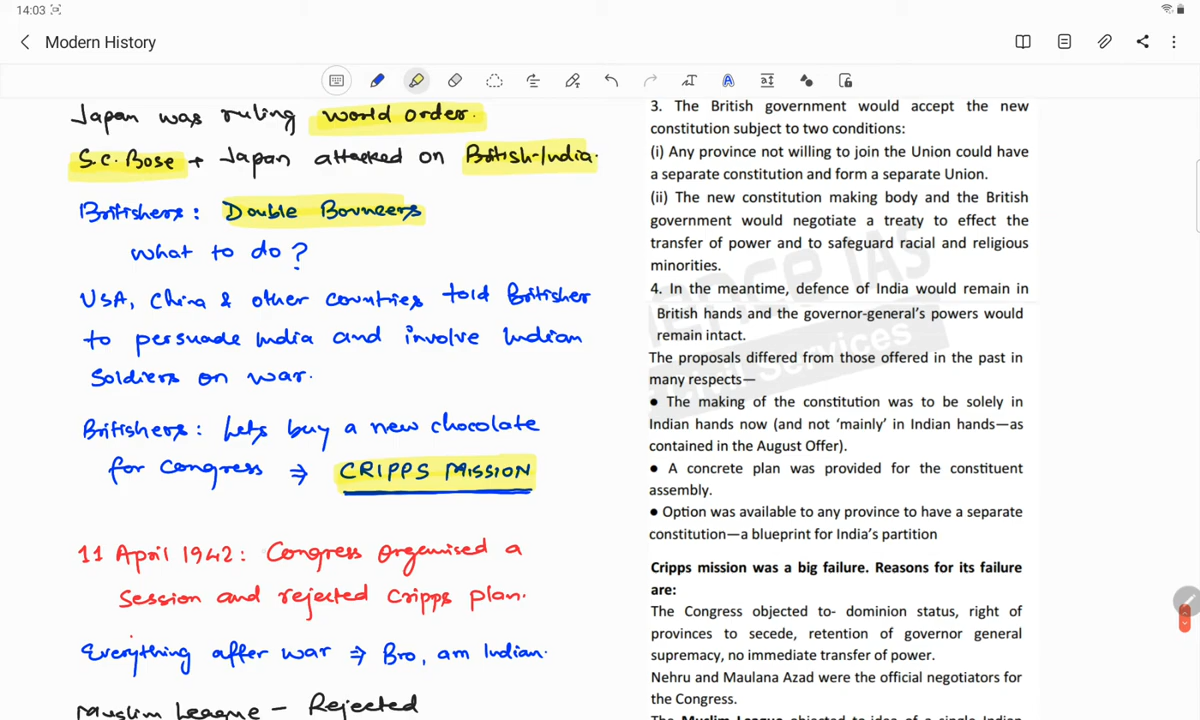 14:03
Modern History
Japan was ruling world order.
S.C. Bose + Japan attacked on British-India.
Britishers: Double Bouncers
What to do?
USA, China & other countries told Britisher
to persuade India and involve Indian
Soldiers on war.
Britishers: Lets buy a new chocolate
for Congress ⇒ CRIPPS MISSION
11 April 1942: Congress organised a
Session and rejected Cripps plan.
Everything after war ⇒ Bro, am Indian.
Muslim League - Rejected
3. The British government would accept the new
constitution subject to two conditions:
(i) Any province not willing to join the Union could have
a separate constitution and form a separate Union.
(ii) The new constitution making body and the British
government would negotiate a treaty to effect the
transfer of power and to safeguard racial and religious
minorities.
4. In the meantime, defence of India would remain in
British hands and the governor-general's powers would
remain intact.
The proposals differed from those offered in the past in
many respects—
● The making of the constitution was to be solely in
Indian hands now (and not 'mainly' in Indian hands—as
contained in the August Offer).
● A concrete plan was provided for the constituent
assembly.
● Option was available to any province to have a separate
constitution—a blueprint for India's partition
Cripps mission was a big failure. Reasons for its failure
are:
The Congress objected to- dominion status, right of
provinces to secede, retention of governor general
supremacy, no immediate transfer of power.
Nehru and Maulana Azad were the official negotiators for
the Congress.
The Muslim League objected to idea of a single Indian